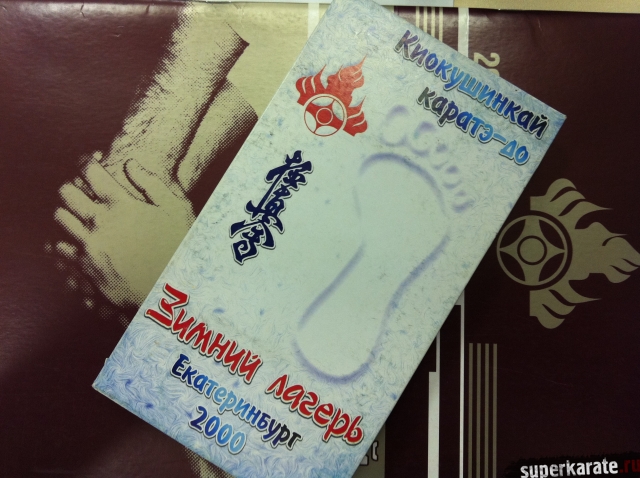 Киокушинкай
каратэ-до
極真会
Зимний лагерь
Екатеринбург
2000
superkarate.ru